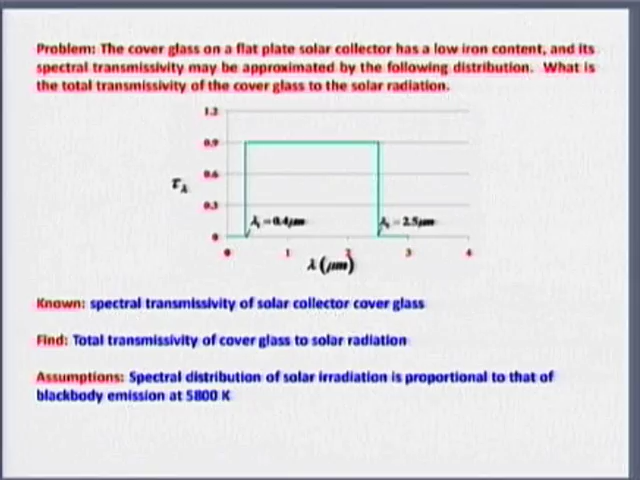 Problem: The cover glass on a flat plate solar collector has a low iron content, and its
spectral transmissivity may be approximated by the following distribution. What is
the total transmissivity of the cover glass to the solar radiation.
1.2
0.9
0.6
0.3
0
τλ
λ₁ = 0.4μm
λ₂ = 2.5μm
0 1 2 3 4
λ (μm)
Known: spectral transmissivity of solar collector cover glass
Find: Total transmissivity of cover glass to solar radiation
Assumptions: Spectral distribution of solar irradiation is proportional to that of
blackbody emission at 5800 K